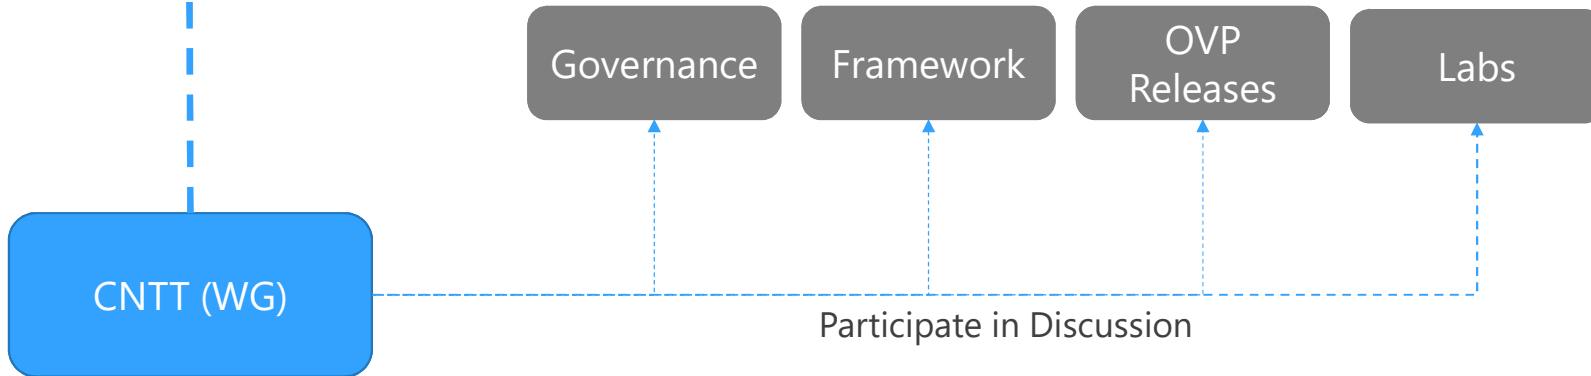 Governance
Framework
OVP
Releases
Labs
CNTT (WG)
Participate in Discussion